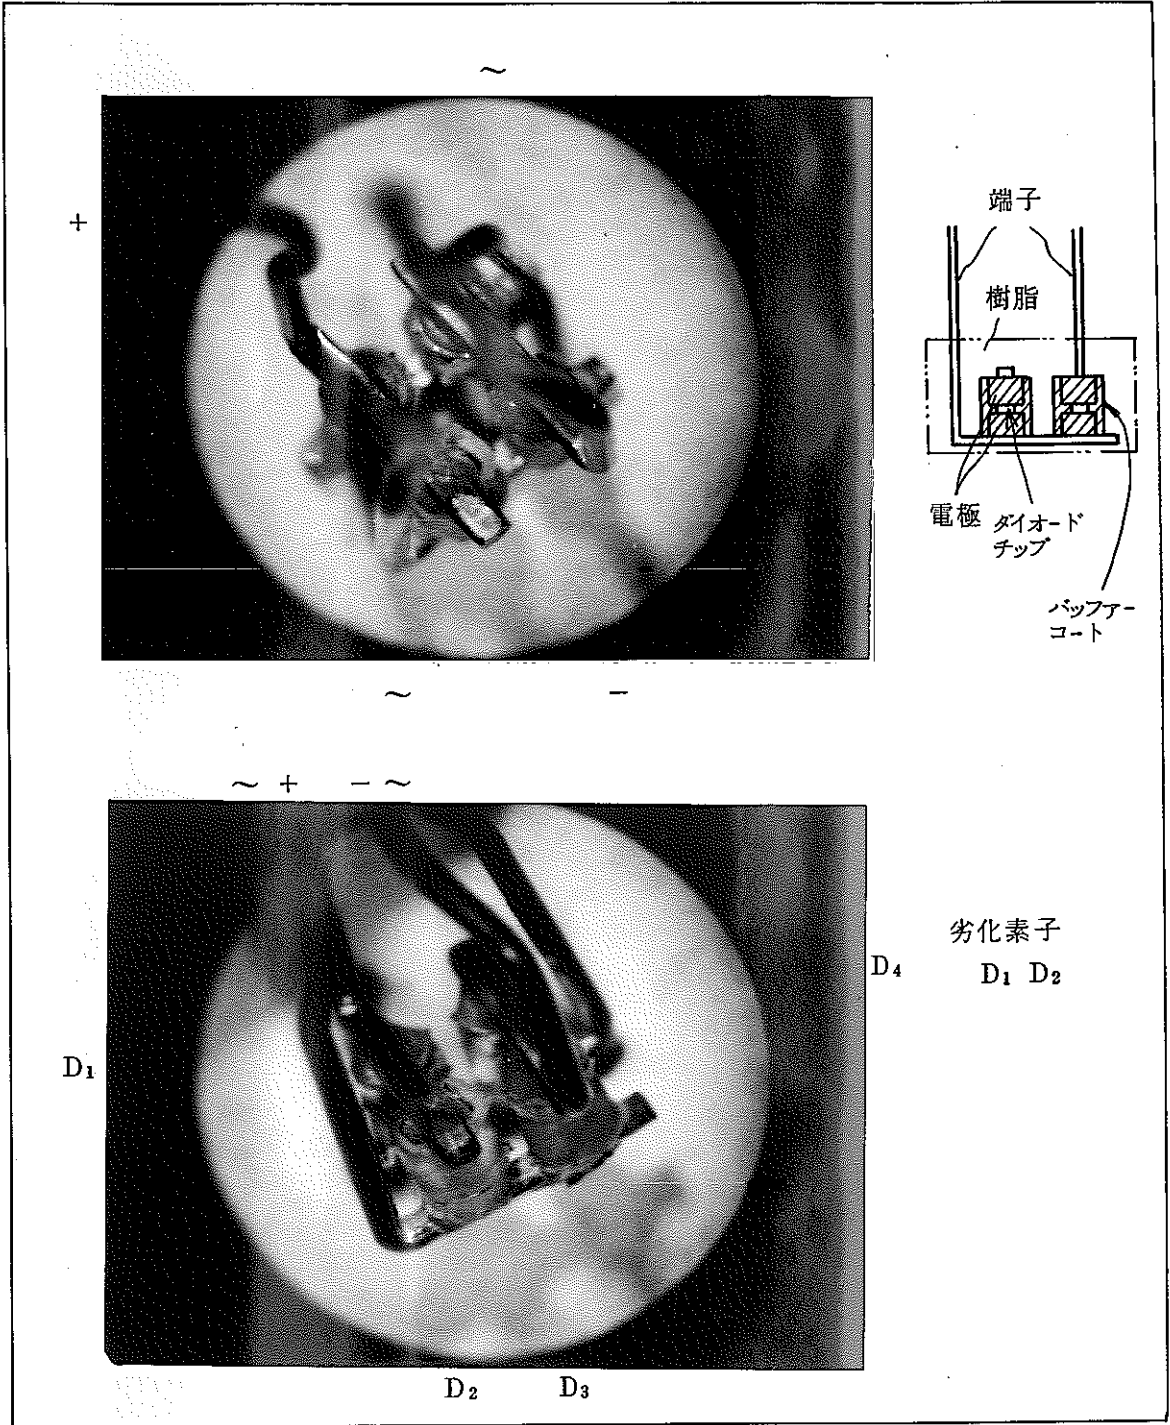 ~
+
端子
樹脂
電極
ダイオード
チップ
バッファー
コート
~ -
~ + - ~
D₄
劣化素子
D₁ D₂
D₁
D₂ D₃